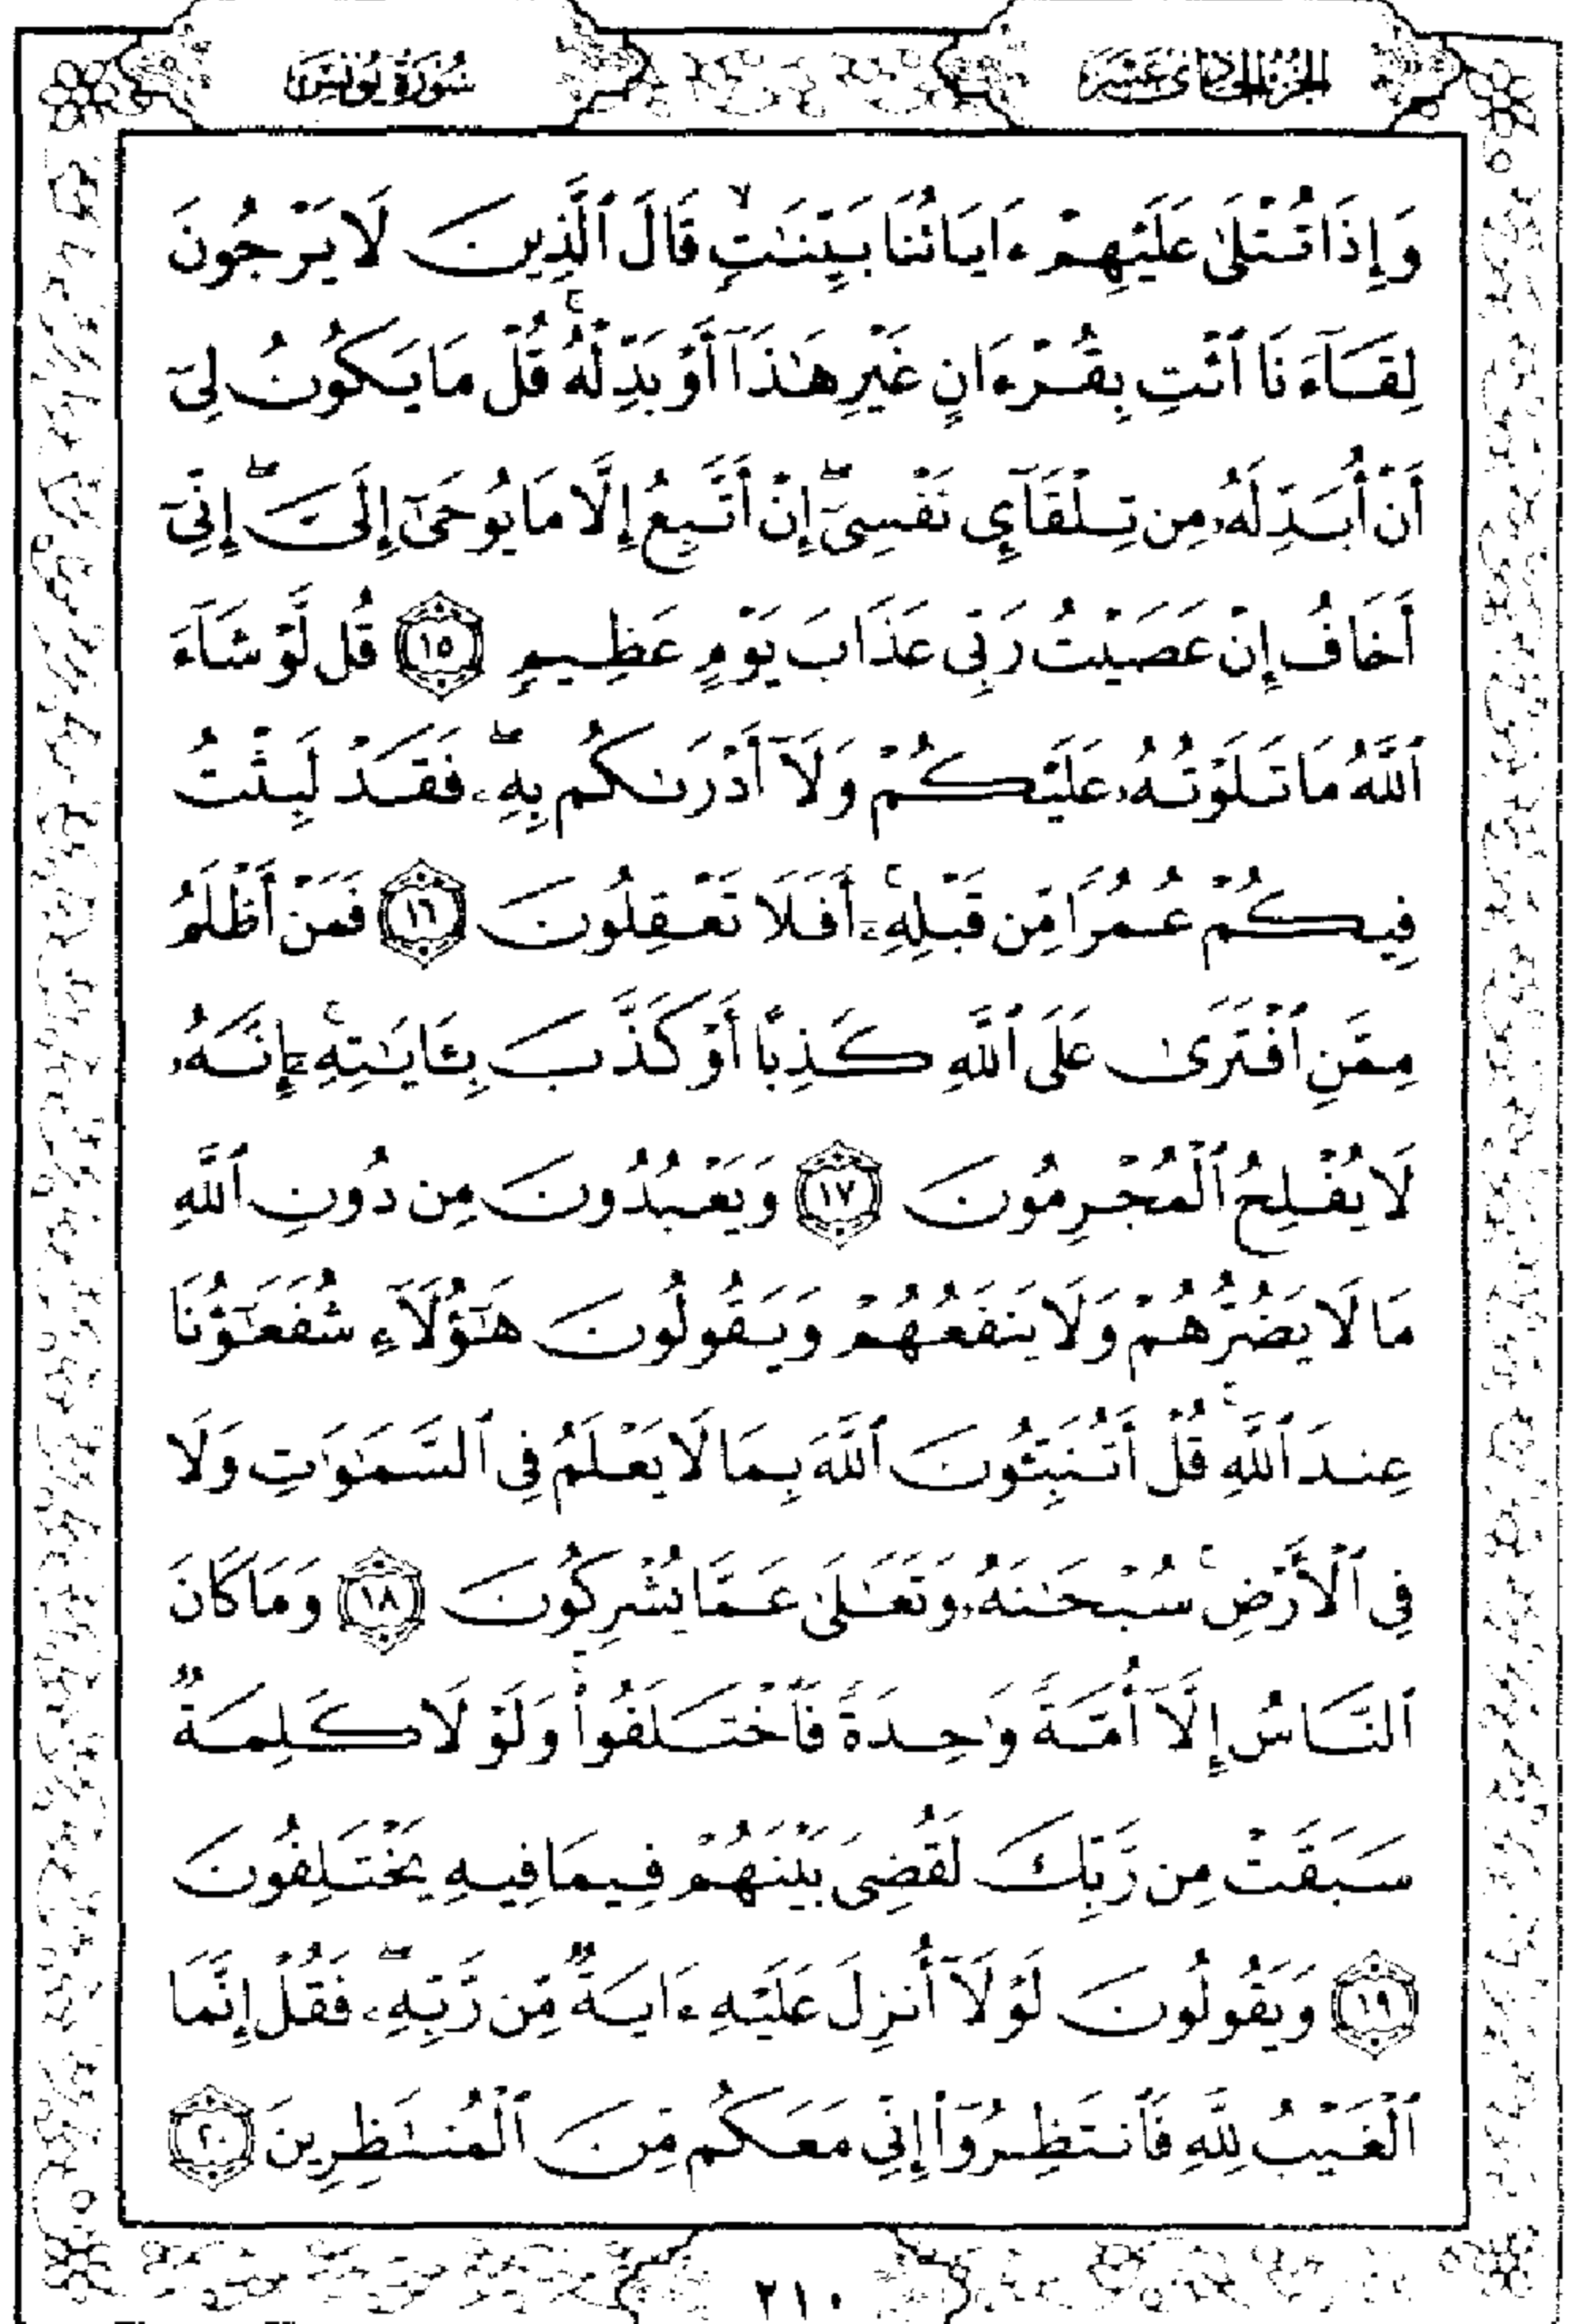 الجزء الحادي عشر
سورة يونس
وَإِذَا تُتْلَىٰ عَلَيْهِمْ ءَايَاتُنَا بَيِّنَٰتٍ ۙ قَالَ ٱلَّذِينَ لَا يَرْجُونَ
لِقَآءَنَا ٱئْتِ بِقُرْءَانٍ غَيْرِ هَٰذَآ أَوْ بَدِّلْهُ ۚ قُلْ مَا يَكُونُ لِىٓ
أَنْ أُبَدِّلَهُۥ مِن تِلْقَآيِٕ نَفْسِىٓ ۖ إِنْ أَتَّبِعُ إِلَّا مَا يُوحَىٰٓ إِلَىَّ ۖ إِنِّىٓ
أَخَافُ إِنْ عَصَيْتُ رَبِّى عَذَابَ يَوْمٍ عَظِيمٍ ١٥ قُل لَّوْ شَآءَ
ٱللَّهُ مَا تَلَوْتُهُۥ عَلَيْكُمْ وَلَآ أَدْرَىٰكُم بِهِۦ ۖ فَقَدْ لَبِثْتُ
فِيكُمْ عُمُرًا مِّن قَبْلِهِۦٓ ۚ أَفَلَا تَعْقِلُونَ ١٦ فَمَنْ أَظْلَمُ
مِمَّنِ ٱفْتَرَىٰ عَلَى ٱللَّهِ كَذِبًا أَوْ كَذَّبَ بِـَٔايَٰتِهِۦٓ ۚ إِنَّهُۥ
لَا يُفْلِحُ ٱلْمُجْرِمُونَ ١٧ وَيَعْبُدُونَ مِن دُونِ ٱللَّهِ
مَا لَا يَضُرُّهُمْ وَلَا يَنفَعُهُمْ وَيَقُولُونَ هَٰٓؤُلَآءِ شُفَعَٰٓؤُنَا
عِندَ ٱللَّهِ ۚ قُلْ أَتُنَبِّـُٔونَ ٱللَّهَ بِمَا لَا يَعْلَمُ فِى ٱلسَّمَٰوَٰتِ وَلَا
فِى ٱلْأَرْضِ ۚ سُبْحَٰنَهُۥ وَتَعَٰلَىٰ عَمَّا يُشْرِكُونَ ١٨ وَمَا كَانَ
ٱلنَّاسُ إِلَّآ أُمَّةً وَٰحِدَةً فَٱخْتَلَفُوا۟ ۚ وَلَوْلَا كَلِمَةٌ
سَبَقَتْ مِن رَّبِّكَ لَقُضِىَ بَيْنَهُمْ فِيمَا فِيهِ يَخْتَلِفُونَ
١٩ وَيَقُولُونَ لَوْلَآ أُنزِلَ عَلَيْهِ ءَايَةٌ مِّن رَّبِّهِۦ ۖ فَقُلْ إِنَّمَا
ٱلْغَيْبُ لِلَّهِ فَٱنتَظِرُوٓا۟ إِنِّى مَعَكُم مِّنَ ٱلْمُنتَظِرِينَ ٢٠
٢١٠